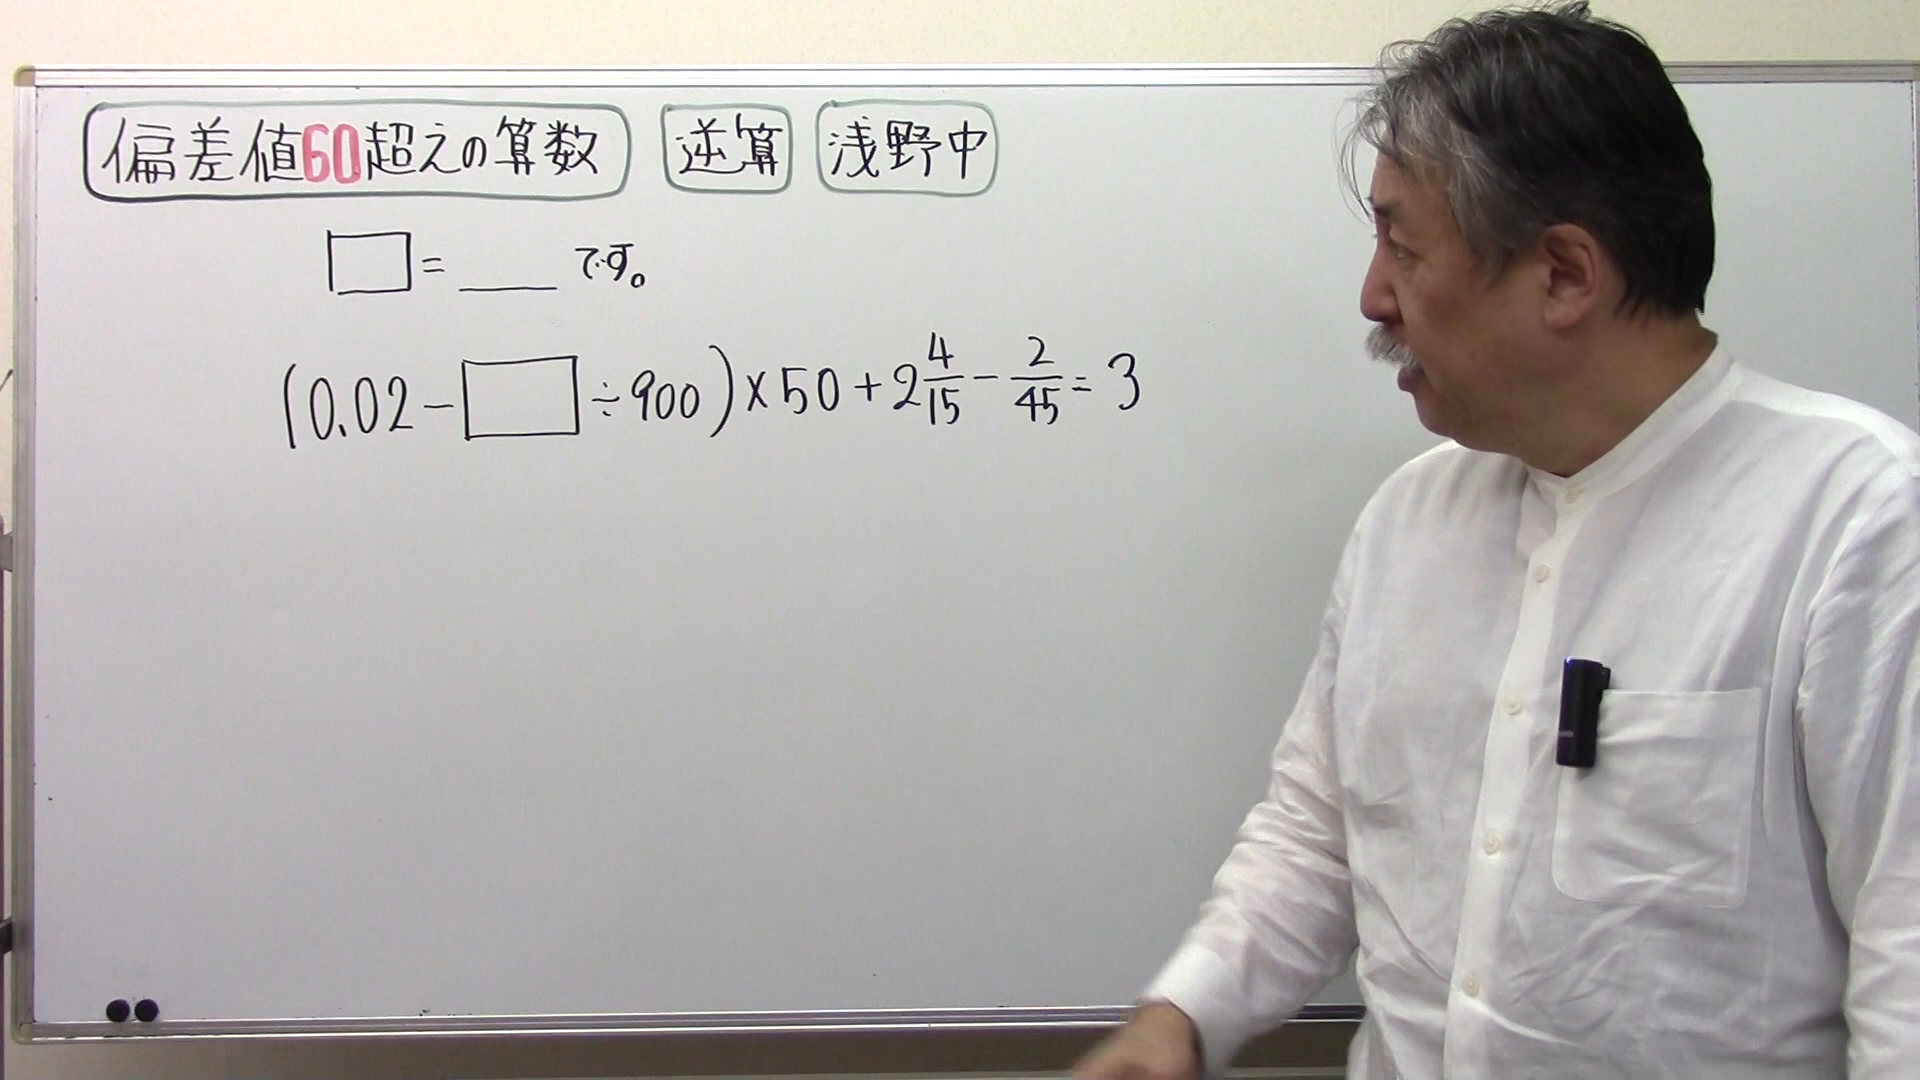 偏差値60超えの算数 逆算 浅野中
□=___です。
(0.02-□÷900)×50+2 4/15-2/45=3